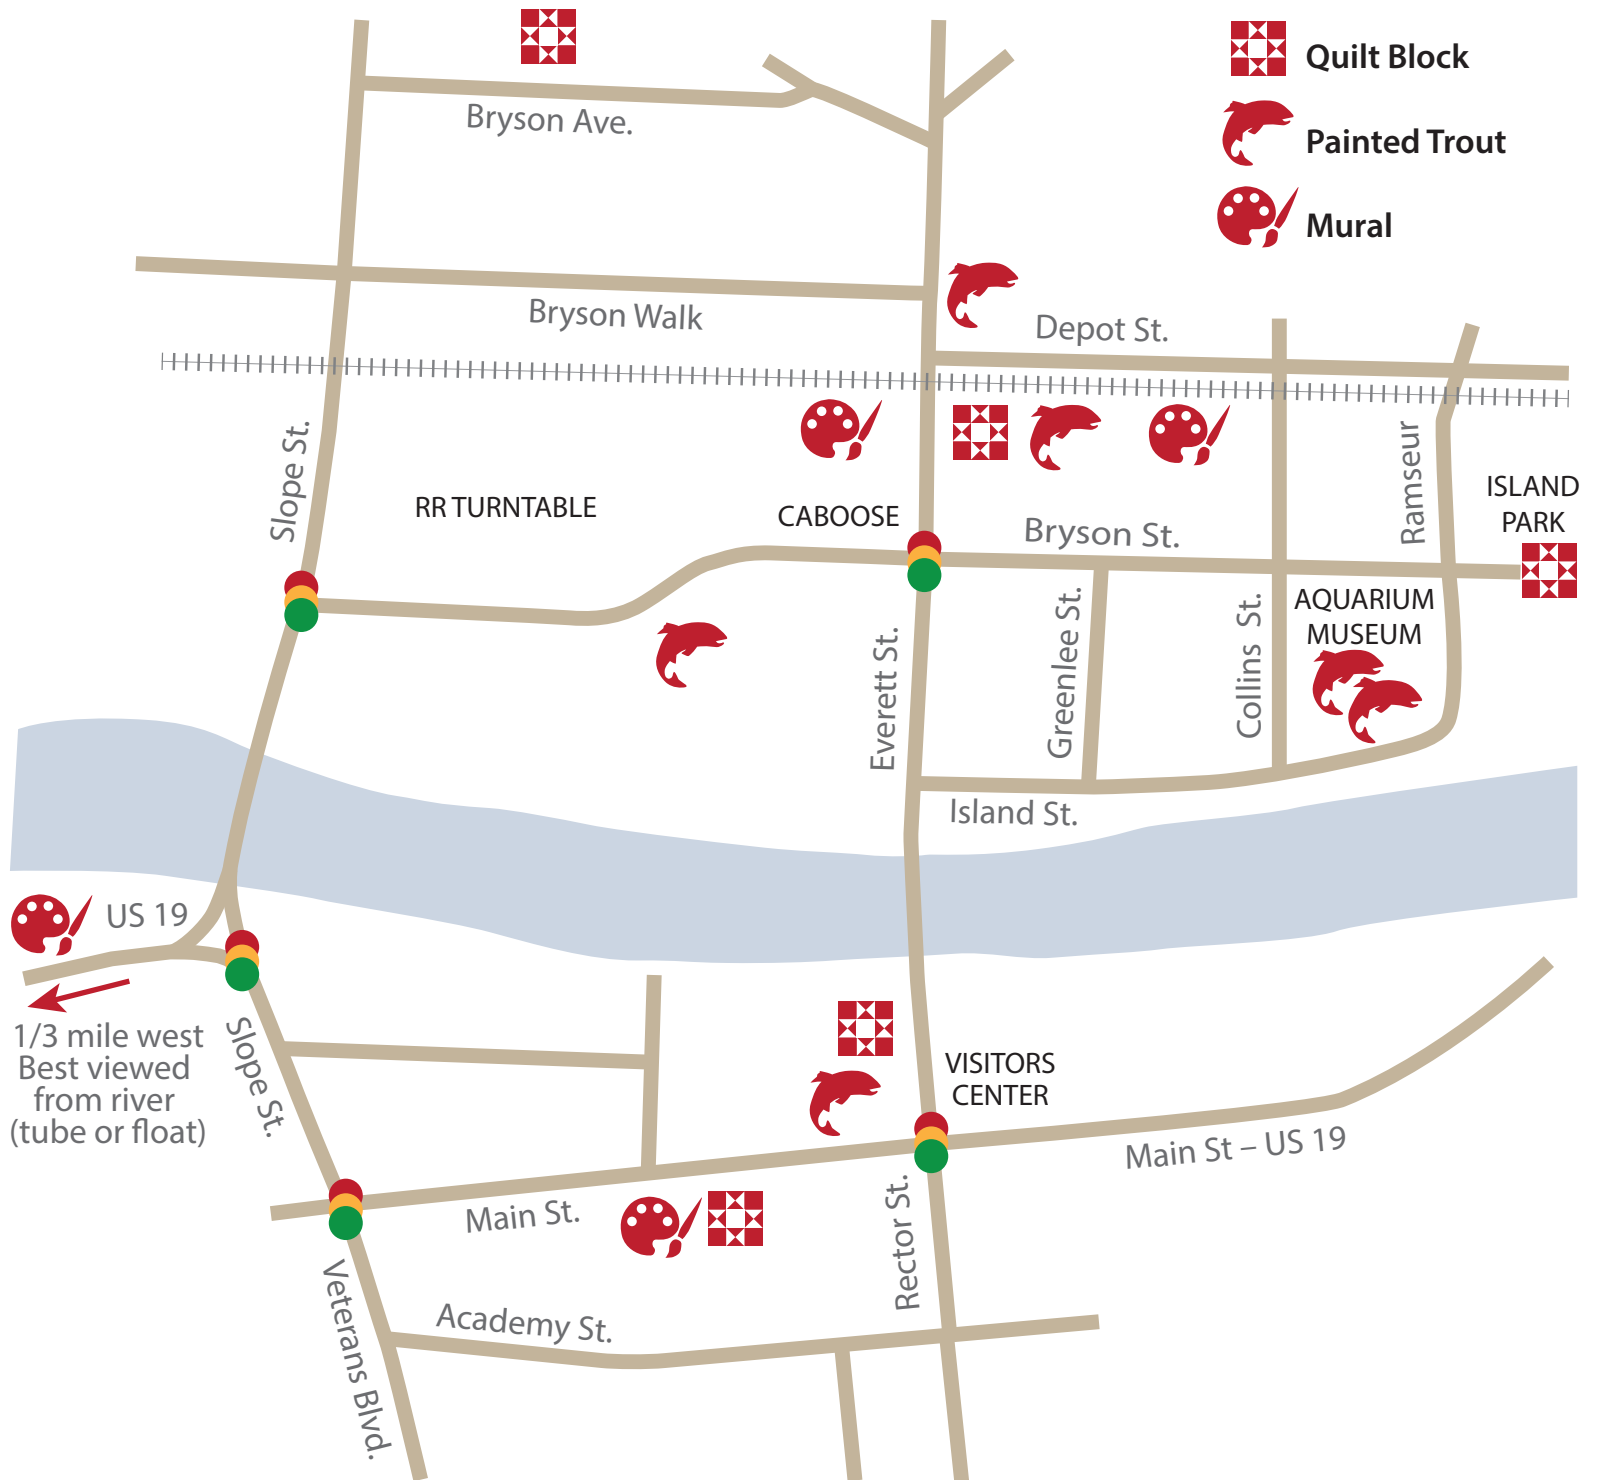 Quilt Block
Painted Trout
Mural
Bryson Ave.
Bryson Walk
Depot St.
Slope St.
RR TURNTABLE
CABOOSE
Bryson St.
Ramseur
ISLAND
PARK
AQUARIUM
MUSEUM
Everett St.
Greenlee St.
Collins St.
Island St.
US 19
1/3 mile west
Best viewed
from river
(tube or float)
Slope St.
VISITORS
CENTER
Main St – US 19
Main St.
Rector St.
Academy St.
Veterans Blvd.